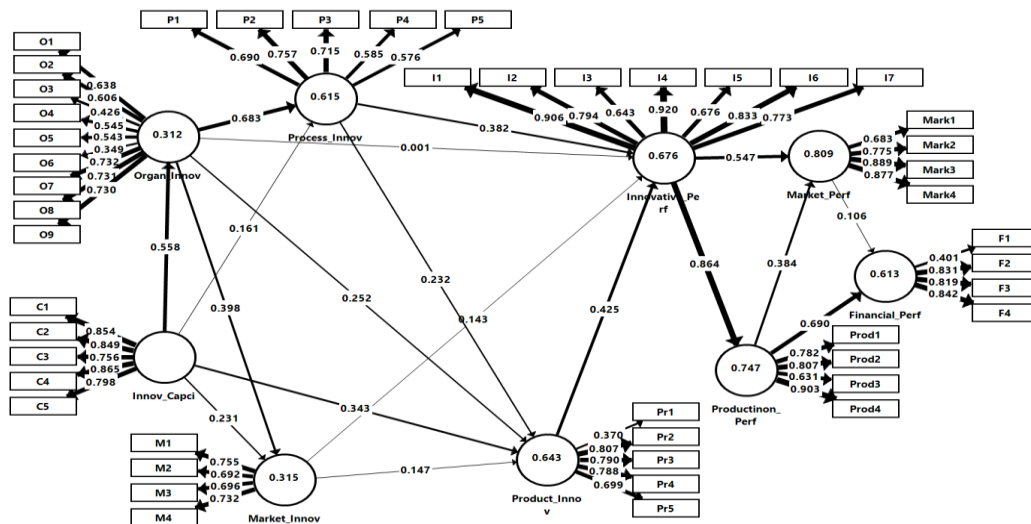 P1 P2 P3 P4 P5
0.690 0.757 0.715 0.585 0.576
O1
O2
O3
O4
O5
O6
O7
O8
O9
0.638
0.606
0.426
0.545
0.543
0.349
0.732
0.731
0.730
0.312
Organ_Innov
0.683
0.615
Process_Innov
I1 I2 I3 I4 I5 I6 I7
0.906 0.794 0.643 0.920 0.676 0.833 0.773
0.382
0.001
0.676
Innovative_Pe
rf
0.547
0.809
Market_Perf
0.683
0.775
0.889
0.877
Mark1
Mark2
Mark3
Mark4
0.161
0.558
0.398
0.252
0.232
0.143
0.425
0.864
0.384
0.106
0.613
Financial_Perf
0.401
0.831
0.819
0.842
F1
F2
F3
F4
0.690
C1
C2
C3
C4
C5
0.854
0.849
0.756
0.865
0.798
Innov_Capci
0.231
0.343
0.747
Productinon_
Perf
0.782
0.807
0.631
0.903
Prod1
Prod2
Prod3
Prod4
M1
M2
M3
M4
0.755
0.692
0.696
0.732
0.315
Market_Innov
0.147
0.643
Product_Inno
v
0.370
0.807
0.790
0.788
0.699
Pr1
Pr2
Pr3
Pr4
Pr5